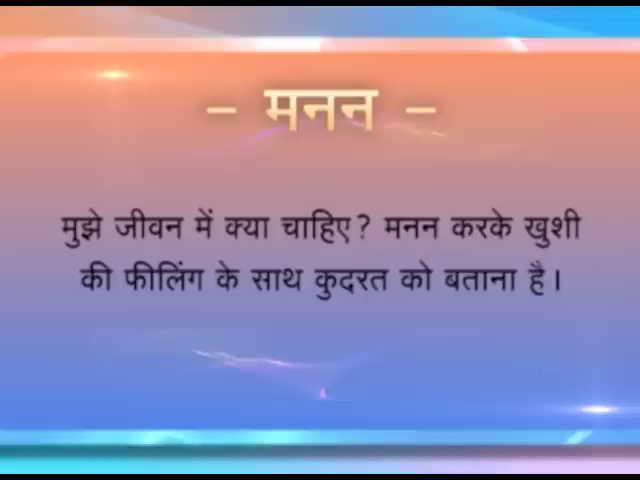 – मनन –
मुझे जीवन में क्या चाहिए? मनन करके खुशी
की फीलिंग के साथ कुदरत को बताना है।